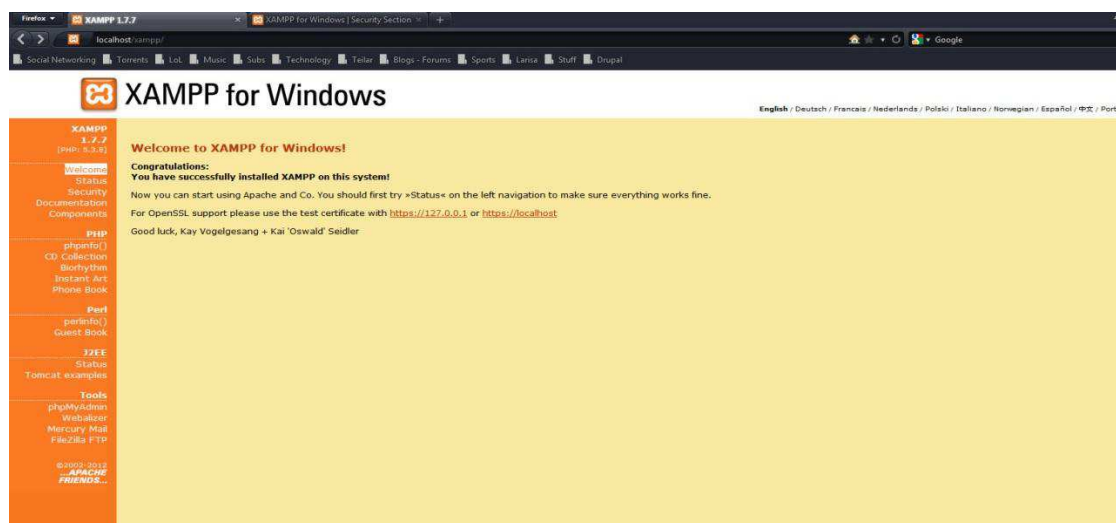 Firefox
XAMPP 1.7.7
XAMPP for Windows | Security Section
localhost/xampp/
Google
Social Networking Torrents LoL Music Subs Technology Teilar Blogs - Forums Sports Larisa Stuff Drupal
XAMPP for Windows
English / Deutsch / Francais / Nederlands / Polski / Italiano / Norwegian / Español / 中文 / Port
XAMPP
1.7.7
[PHP: 5.3.8]
Welcome
Status
Security
Documentation
Components
PHP
phpinfo()
CD Collection
Biorhythm
Instant Art
Phone Book
Perl
perlinfo()
Guest Book
J2EE
Status
Tomcat examples
Tools
phpMyAdmin
Webalizer
Mercury Mail
FileZilla FTP
©2002-2012
...APACHE
FRIENDS...
Welcome to XAMPP for Windows!
Congratulations:
You have successfully installed XAMPP on this system!
Now you can start using Apache and Co. You should first try »Status« on the left navigation to make sure everything works fine.
For OpenSSL support please use the test certificate with https://127.0.0.1 or https://localhost
Good luck, Kay Vogelgesang + Kai 'Oswald' Seidler